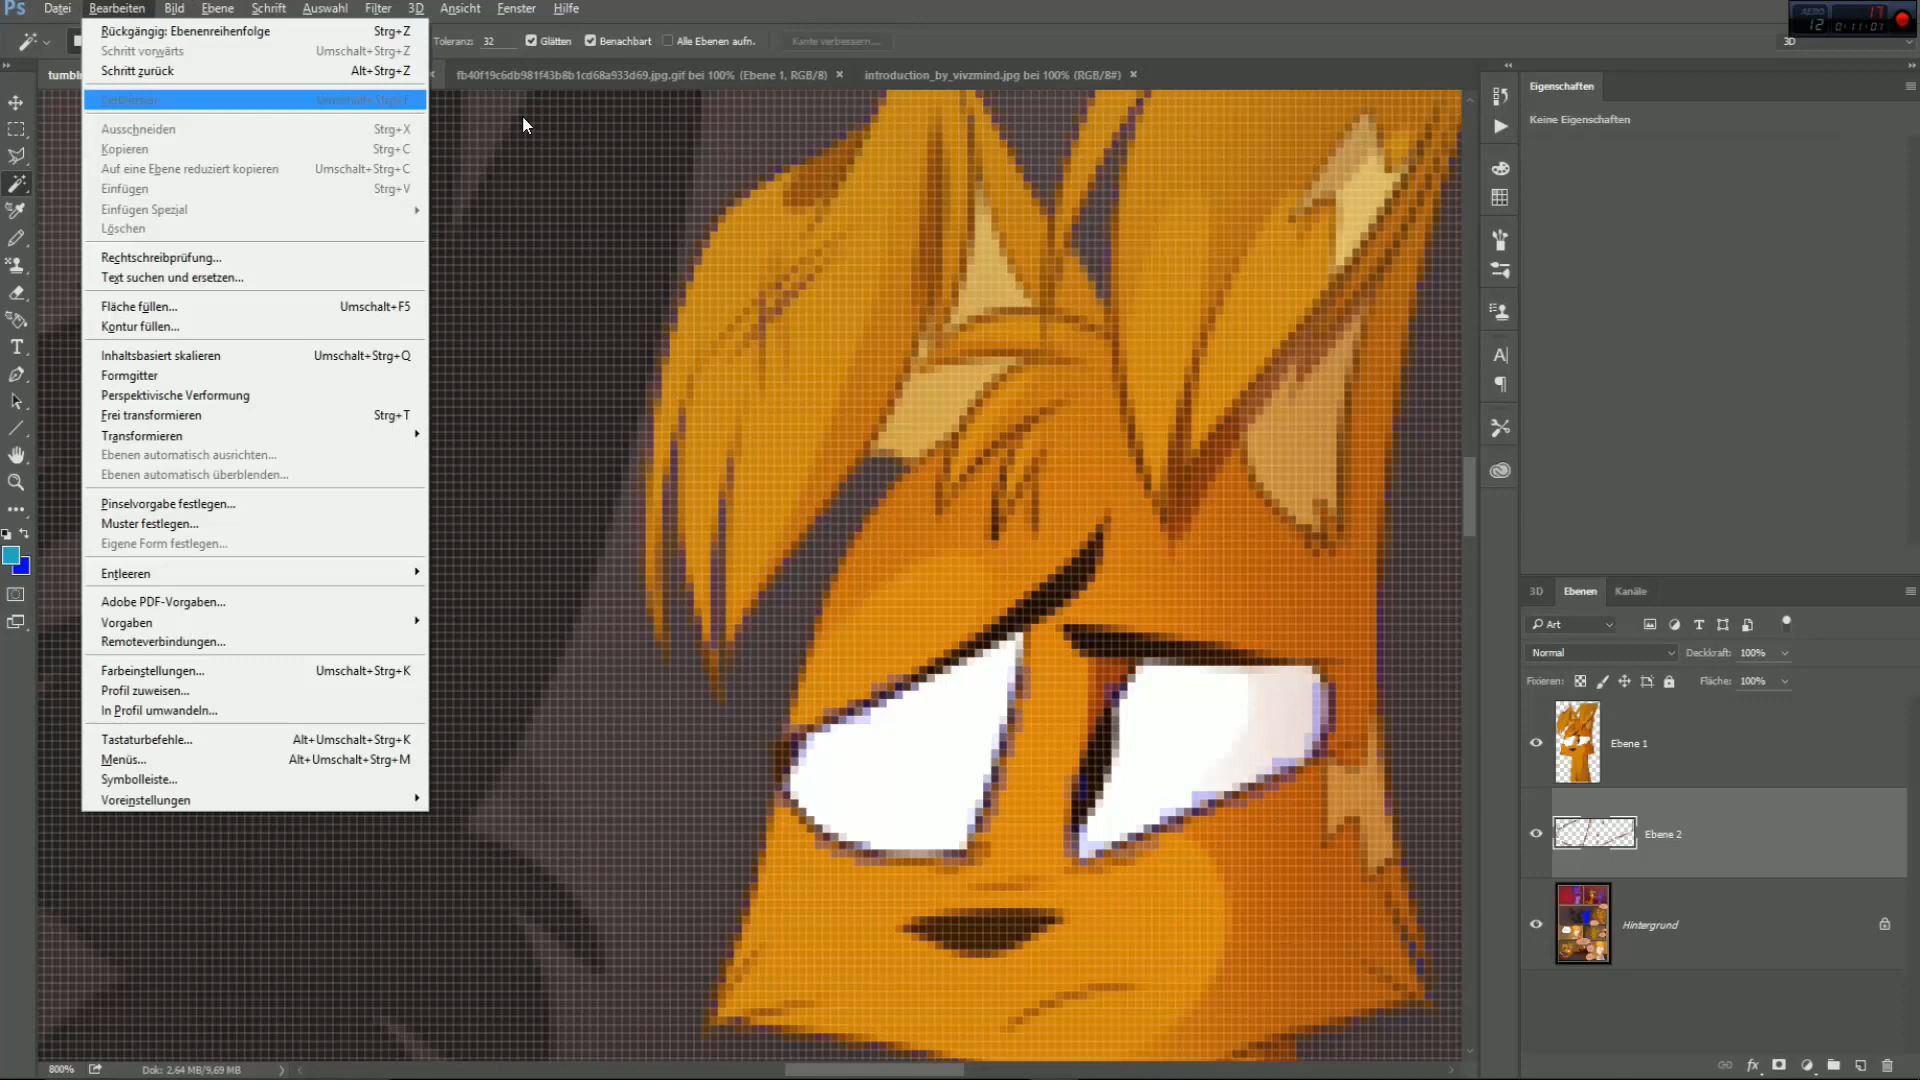 Ps Datei Bearbeiten Bild Ebene Schrift Auswahl Filter 3D Ansicht Fenster Hilfe
Toleranz: 32 Glätten Benachbart Alle Ebenen aufn. Kante verbessern...
3D
tumbl
fb40f19c6db981f43b8b1cd68a933d69.jpg.gif bei 100% (Ebene 1, RGB/8)
introduction_by_vivzmind.jpg bei 100% (RGB/8#)
Rückgängig: Ebenenreihenfolge Strg+Z
Schritt vorwärts Umschalt+Strg+Z
Schritt zurück Alt+Strg+Z
Ausschneiden Strg+X
Kopieren Strg+C
Auf eine Ebene reduziert kopieren Umschalt+Strg+C
Einfügen Strg+V
Einfügen Spezial
Löschen
Rechtschreibprüfung...
Text suchen und ersetzen...
Fläche füllen... Umschalt+F5
Kontur füllen...
Inhaltsbasiert skalieren Umschalt+Strg+Q
Formgitter
Perspektivische Verformung
Frei transformieren Strg+T
Transformieren
Ebenen automatisch ausrichten...
Ebenen automatisch überblenden...
Pinselvorgabe festlegen...
Muster festlegen...
Eigene Form festlegen...
Entleeren
Adobe PDF-Vorgaben...
Vorgaben
Remoteverbindungen...
Farbeinstellungen... Umschalt+Strg+K
Profil zuweisen...
In Profil umwandeln...
Tastaturbefehle... Alt+Umschalt+Strg+K
Menüs... Alt+Umschalt+Strg+M
Symbolleiste...
Voreinstellungen
Eigenschaften
Keine Eigenschaften
3D Ebenen Kanäle
Art
Normal Deckkraft: 100%
Fixieren: Fläche: 100%
Ebene 1
Ebene 2
Hintergrund
800% Dok: 2,64 MB/9,69 MB